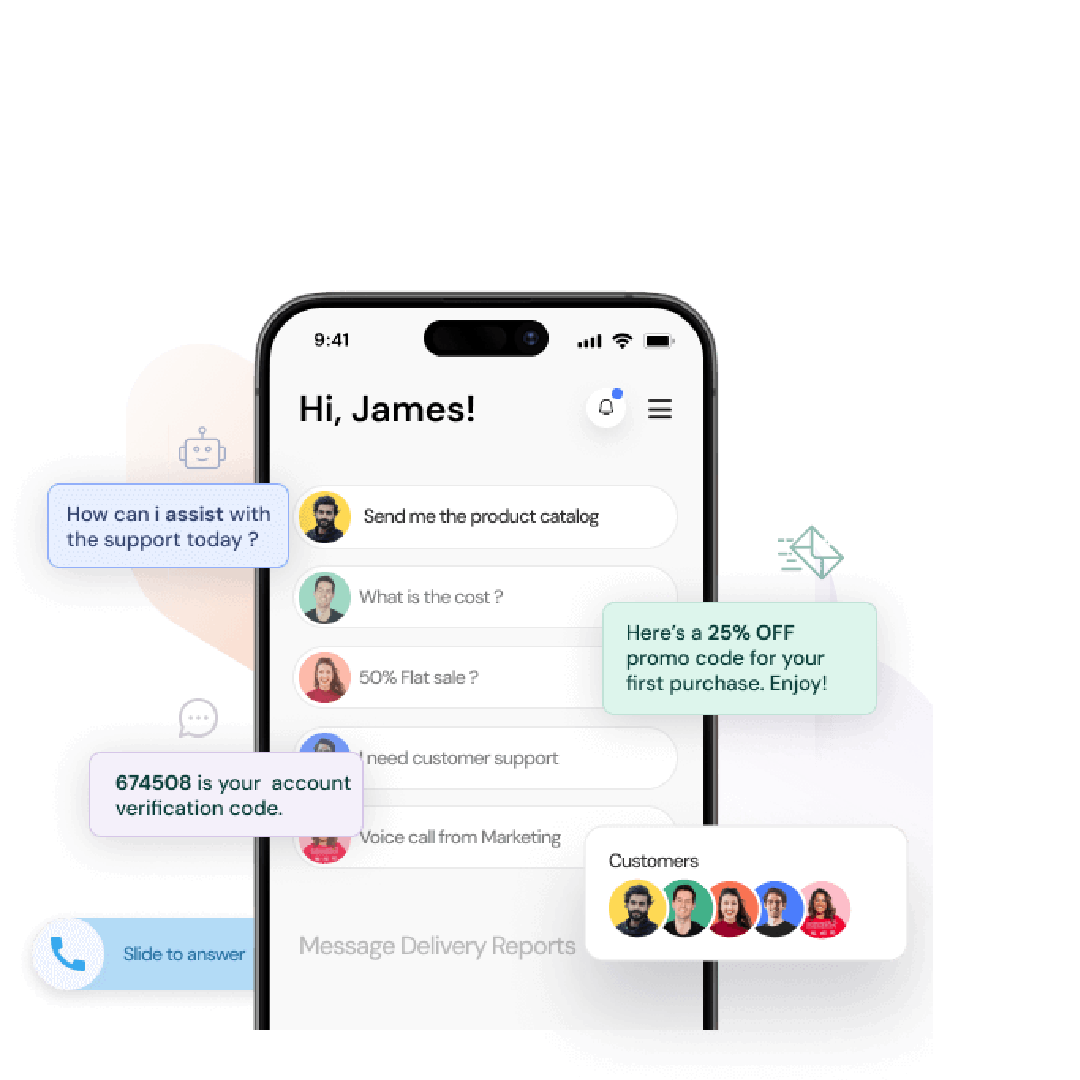 9:41
Hi, James!
How can i assist with
the support today ?
Send me the product catalog
What is the cost ?
Here's a 25% OFF
promo code for your
first purchase. Enjoy!
50% Flat sale ?
I need customer support
674508 is your account
verification code.
Voice call from Marketing
Customers
Message Delivery Reports
Slide to answer